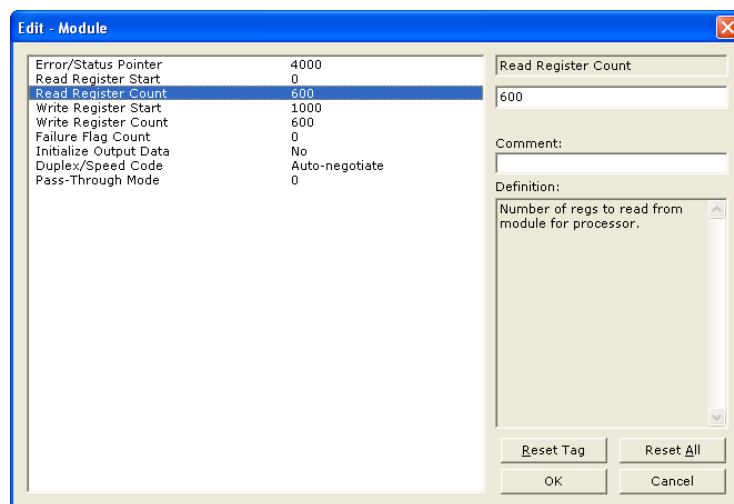 Edit - Module
Error/Status Pointer 4000
Read Register Start 0
Read Register Count 600
Write Register Start 1000
Write Register Count 600
Failure Flag Count 0
Initialize Output Data No
Duplex/Speed Code Auto-negotiate
Pass-Through Mode 0
Read Register Count
600
Comment:
Definition:
Number of regs to read from
module for processor.
Reset Tag Reset All
OK Cancel